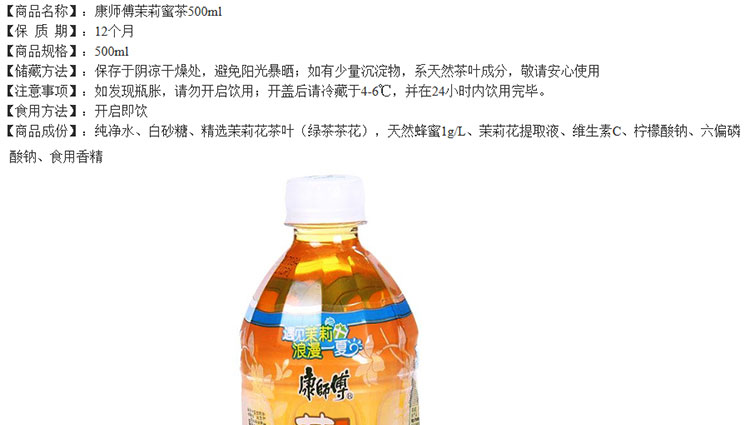 【商品名称】:康师傅茉莉蜜茶500ml
【保 质 期】:12个月
【商品规格】:500ml
【储藏方法】:保存于阴凉干燥处,避免阳光暴晒;如有少量沉淀物,系天然茶叶成分,敬请安心使用
【注意事项】:如发现瓶胀,请勿开启饮用;开盖后请冷藏于4-6℃,并在24小时内饮用完毕。
【食用方法】:开启即饮
【商品成份】:纯净水、白砂糖、精选茉莉花茶叶(绿茶茶花),天然蜂蜜1g/L、茉莉花提取液、维生素C、柠檬酸钠、六偏磷
酸钠、食用香精
遇见茉莉
浪漫一夏
康師傅